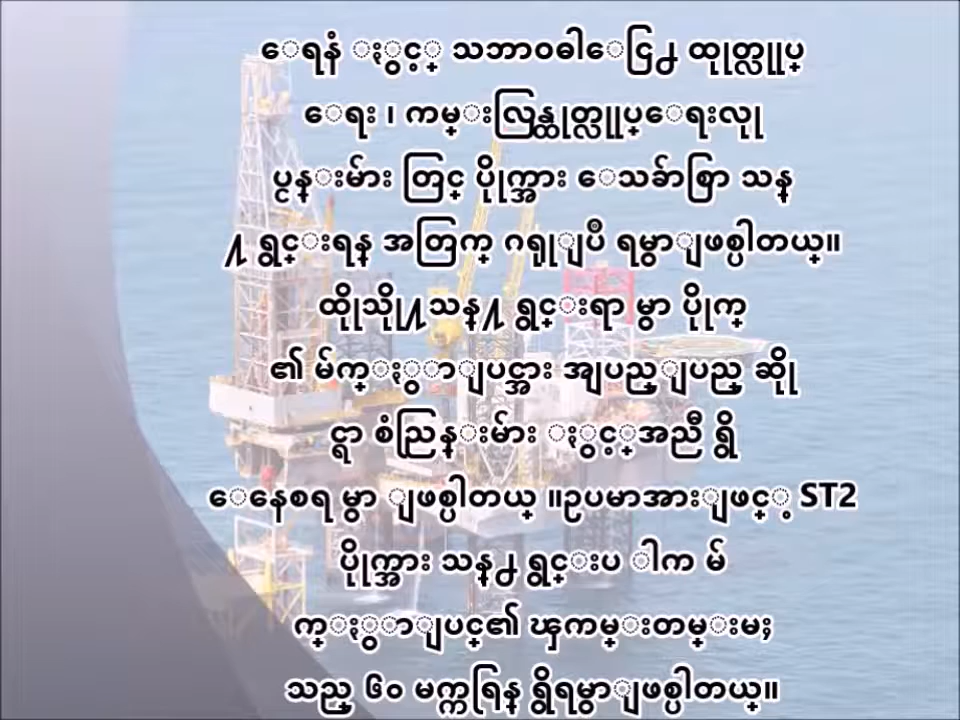 ေရနံ ႏွင့္ သဘာဝဓါေငြ႕ ထုုတ္လူုပ္
ေရး ၊ ကမ္းလြန္ထုုတ္လူုပ္ေရးလုု
ပ္ငန္းမ်ား တြင္ ပိုုက္အား ေသခ်ာစြာ သန္
႔ ရွင္းရန္ အတြက္ ဂရုုျပဳ ရမွာျဖစ္ပါတယ္။
ထိုုသိုု႔သန္႔ ရွင္းရာ မွာ ပိုုက္
၏ မ်က္ႏွာျပင္အား အျပည္ျပည္ ဆိုု
င္ရာ စံညြန္းမ်ား ႏွင့္အညီ ရွိ
ေနေစရ မွာ ျဖစ္ပါတယ္ ။ဥပမာအားျဖင့္ ST2
ပိုုက္အား သန္႕ ရွင္းပ ါက မ်
က္ႏွာျပင္၏ ၾကမ္းတမ္းမႈ
သည္ ၆၀ မက္ကရြန္ ရွိရမွာျဖစ္ပါတယ္။